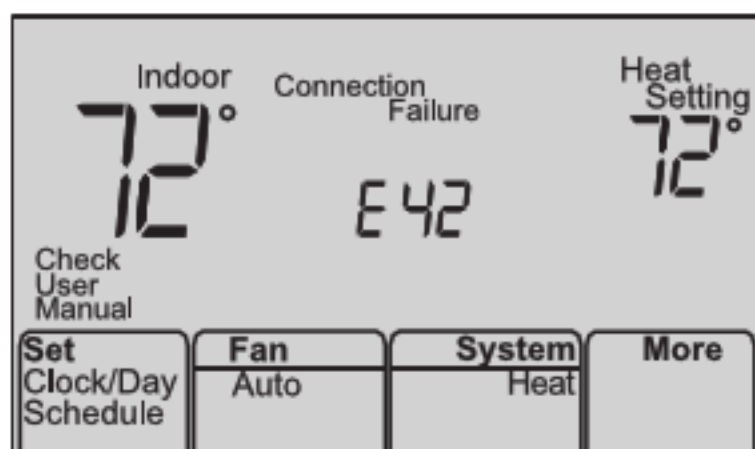 Indoor
72°
Connection
Failure
E 42
Heat
Setting
72°
Check
User
Manual
Set
Clock/Day
Schedule
Fan
Auto
System
Heat
More